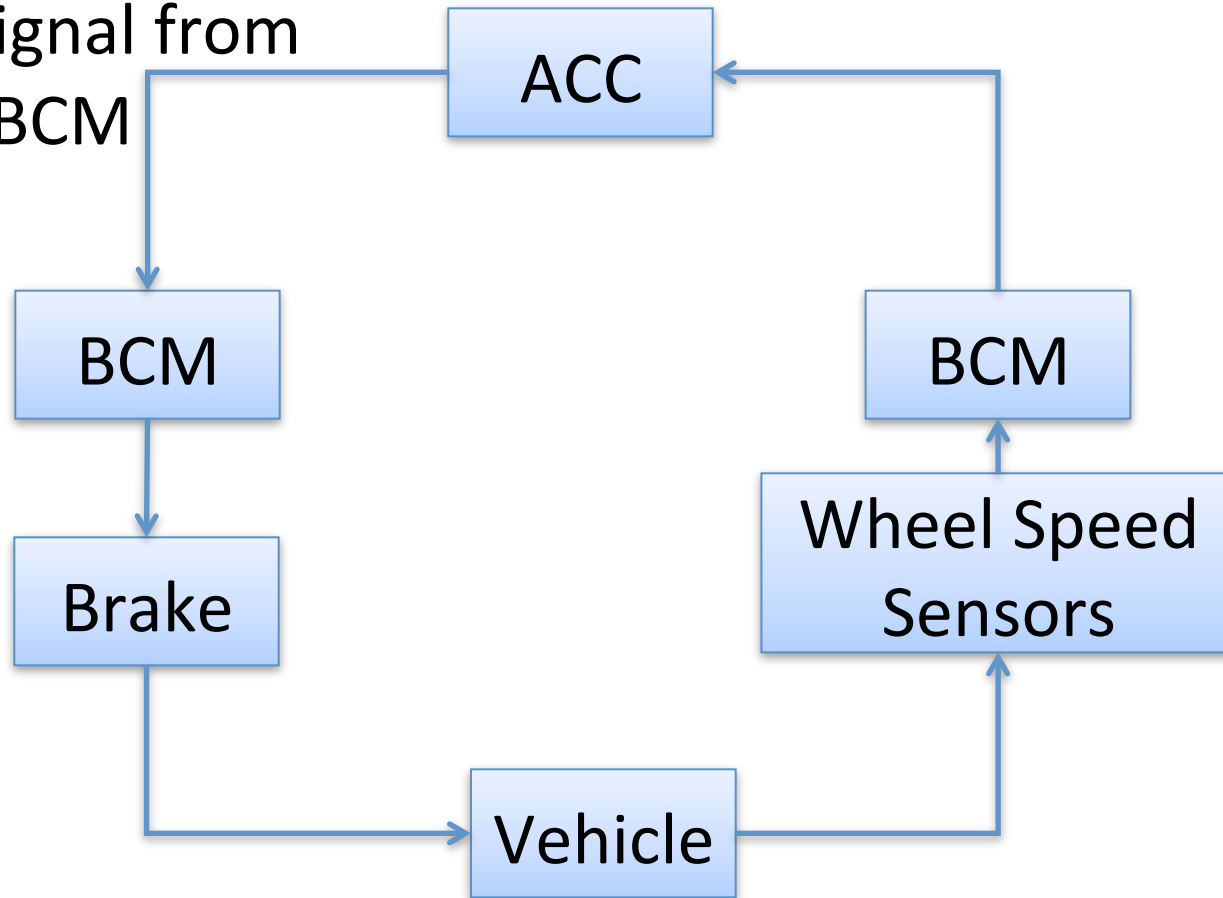 ignal from
BCM
ACC
BCM
BCM
Wheel Speed
Sensors
Brake
Vehicle